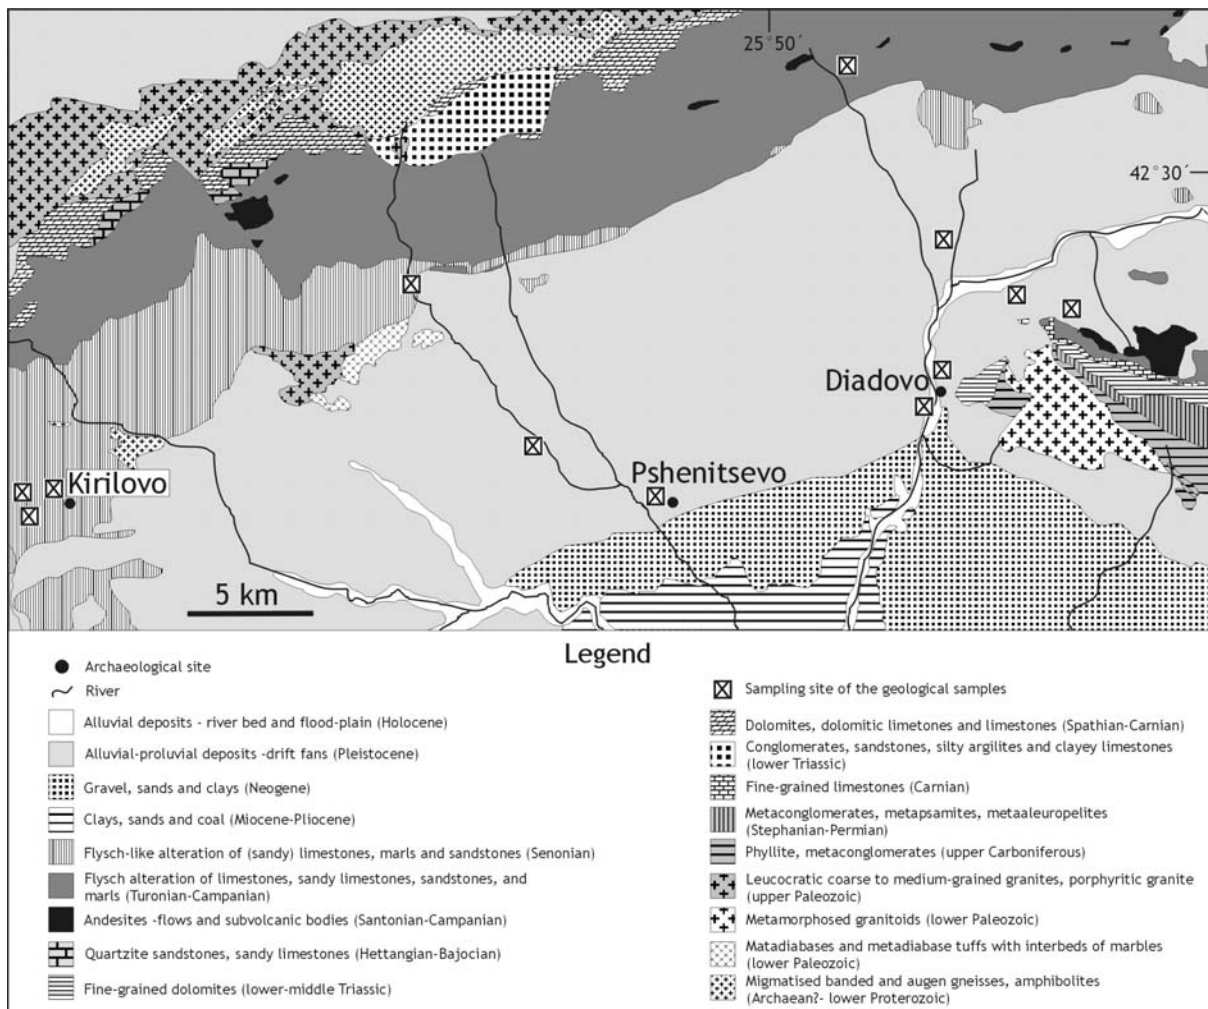 25°50´
42°30´
Diadovo
Kirilovo
Pshenitsevo
5 km
Legend
Archaeological site
River
Alluvial deposits - river bed and flood-plain (Holocene)
Alluvial-proluvial deposits -drift fans (Pleistocene)
Gravel, sands and clays (Neogene)
Clays, sands and coal (Miocene-Pliocene)
Flysch-like alteration of (sandy) limestones, marls and sandstones (Senonian)
Flysch alteration of limestones, sandy limestones, sandstones, and
marls (Turonian-Campanian)
Andesites -flows and subvolcanic bodies (Santonian-Campanian)
Quartzite sandstones, sandy limestones (Hettangian-Bajocian)
Fine-grained dolomites (lower-middle Triassic)
Sampling site of the geological samples
Dolomites, dolomitic limetones and limestones (Spathian-Carnian)
Conglomerates, sandstones, silty argilites and clayey limestones
(lower Triassic)
Fine-grained limestones (Carnian)
Metaconglomerates, metapsamites, metaaleuropelites
(Stephanian-Permian)
Phyllite, metaconglomerates (upper Carboniferous)
Leucocratic coarse to medium-grained granites, porphyritic granite
(upper Paleozoic)
Metamorphosed granitoids (lower Paleozoic)
Matadiabases and metadiabase tuffs with interbeds of marbles
(lower Paleozoic)
Migmatised banded and augen gneisses, amphibolites
(Archaean?- lower Proterozoic)